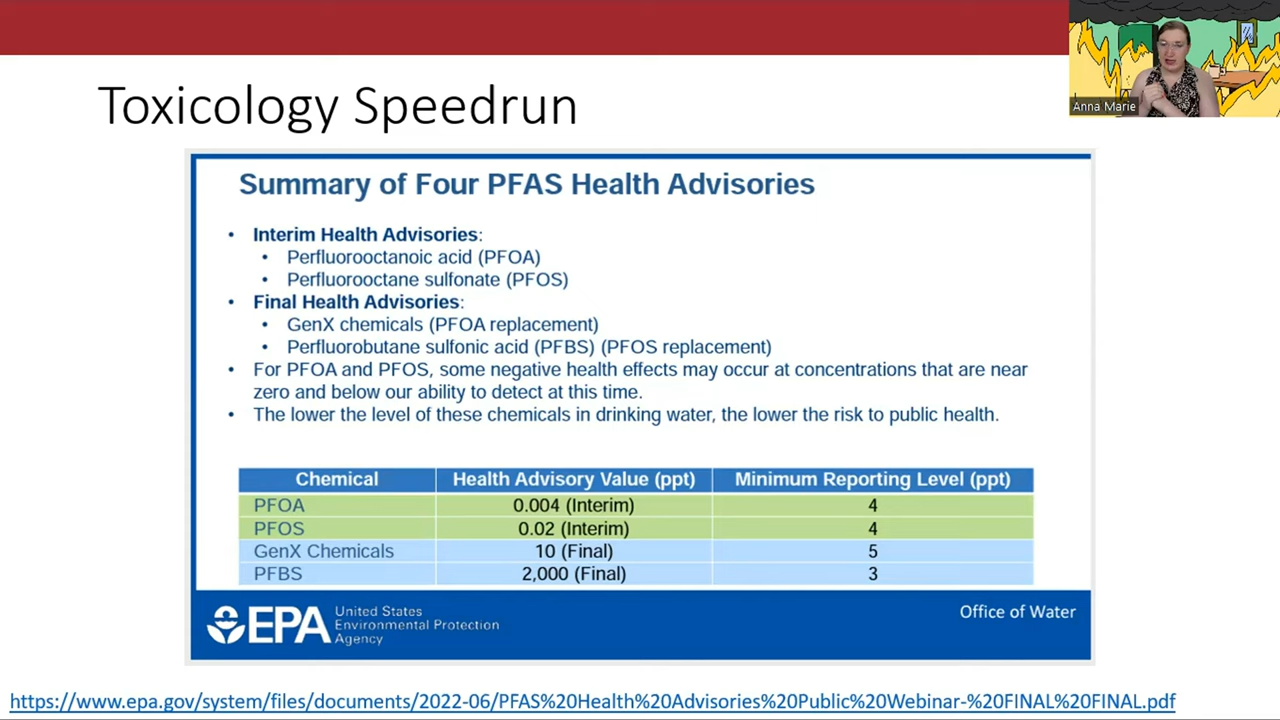 Anna Marie
Toxicology Speedrun
Summary of Four PFAS Health Advisories
• Interim Health Advisories:
• Perfluorooctanoic acid (PFOA)
• Perfluorooctane sulfonate (PFOS)
• Final Health Advisories:
• GenX chemicals (PFOA replacement)
• Perfluorobutane sulfonic acid (PFBS) (PFOS replacement)
• For PFOA and PFOS, some negative health effects may occur at concentrations that are near
zero and below our ability to detect at this time.
• The lower the level of these chemicals in drinking water, the lower the risk to public health.
Chemical Health Advisory Value (ppt) Minimum Reporting Level (ppt)
PFOA 0.004 (Interim) 4
PFOS 0.02 (Interim) 4
GenX Chemicals 10 (Final) 5
PFBS 2,000 (Final) 3
EPA
United States
Environmental Protection
Agency
Office of Water
https://www.epa.gov/system/files/documents/2022-06/PFAS%20Health%20Advisories%20Public%20Webinar-%20FINAL%20FINAL.pdf